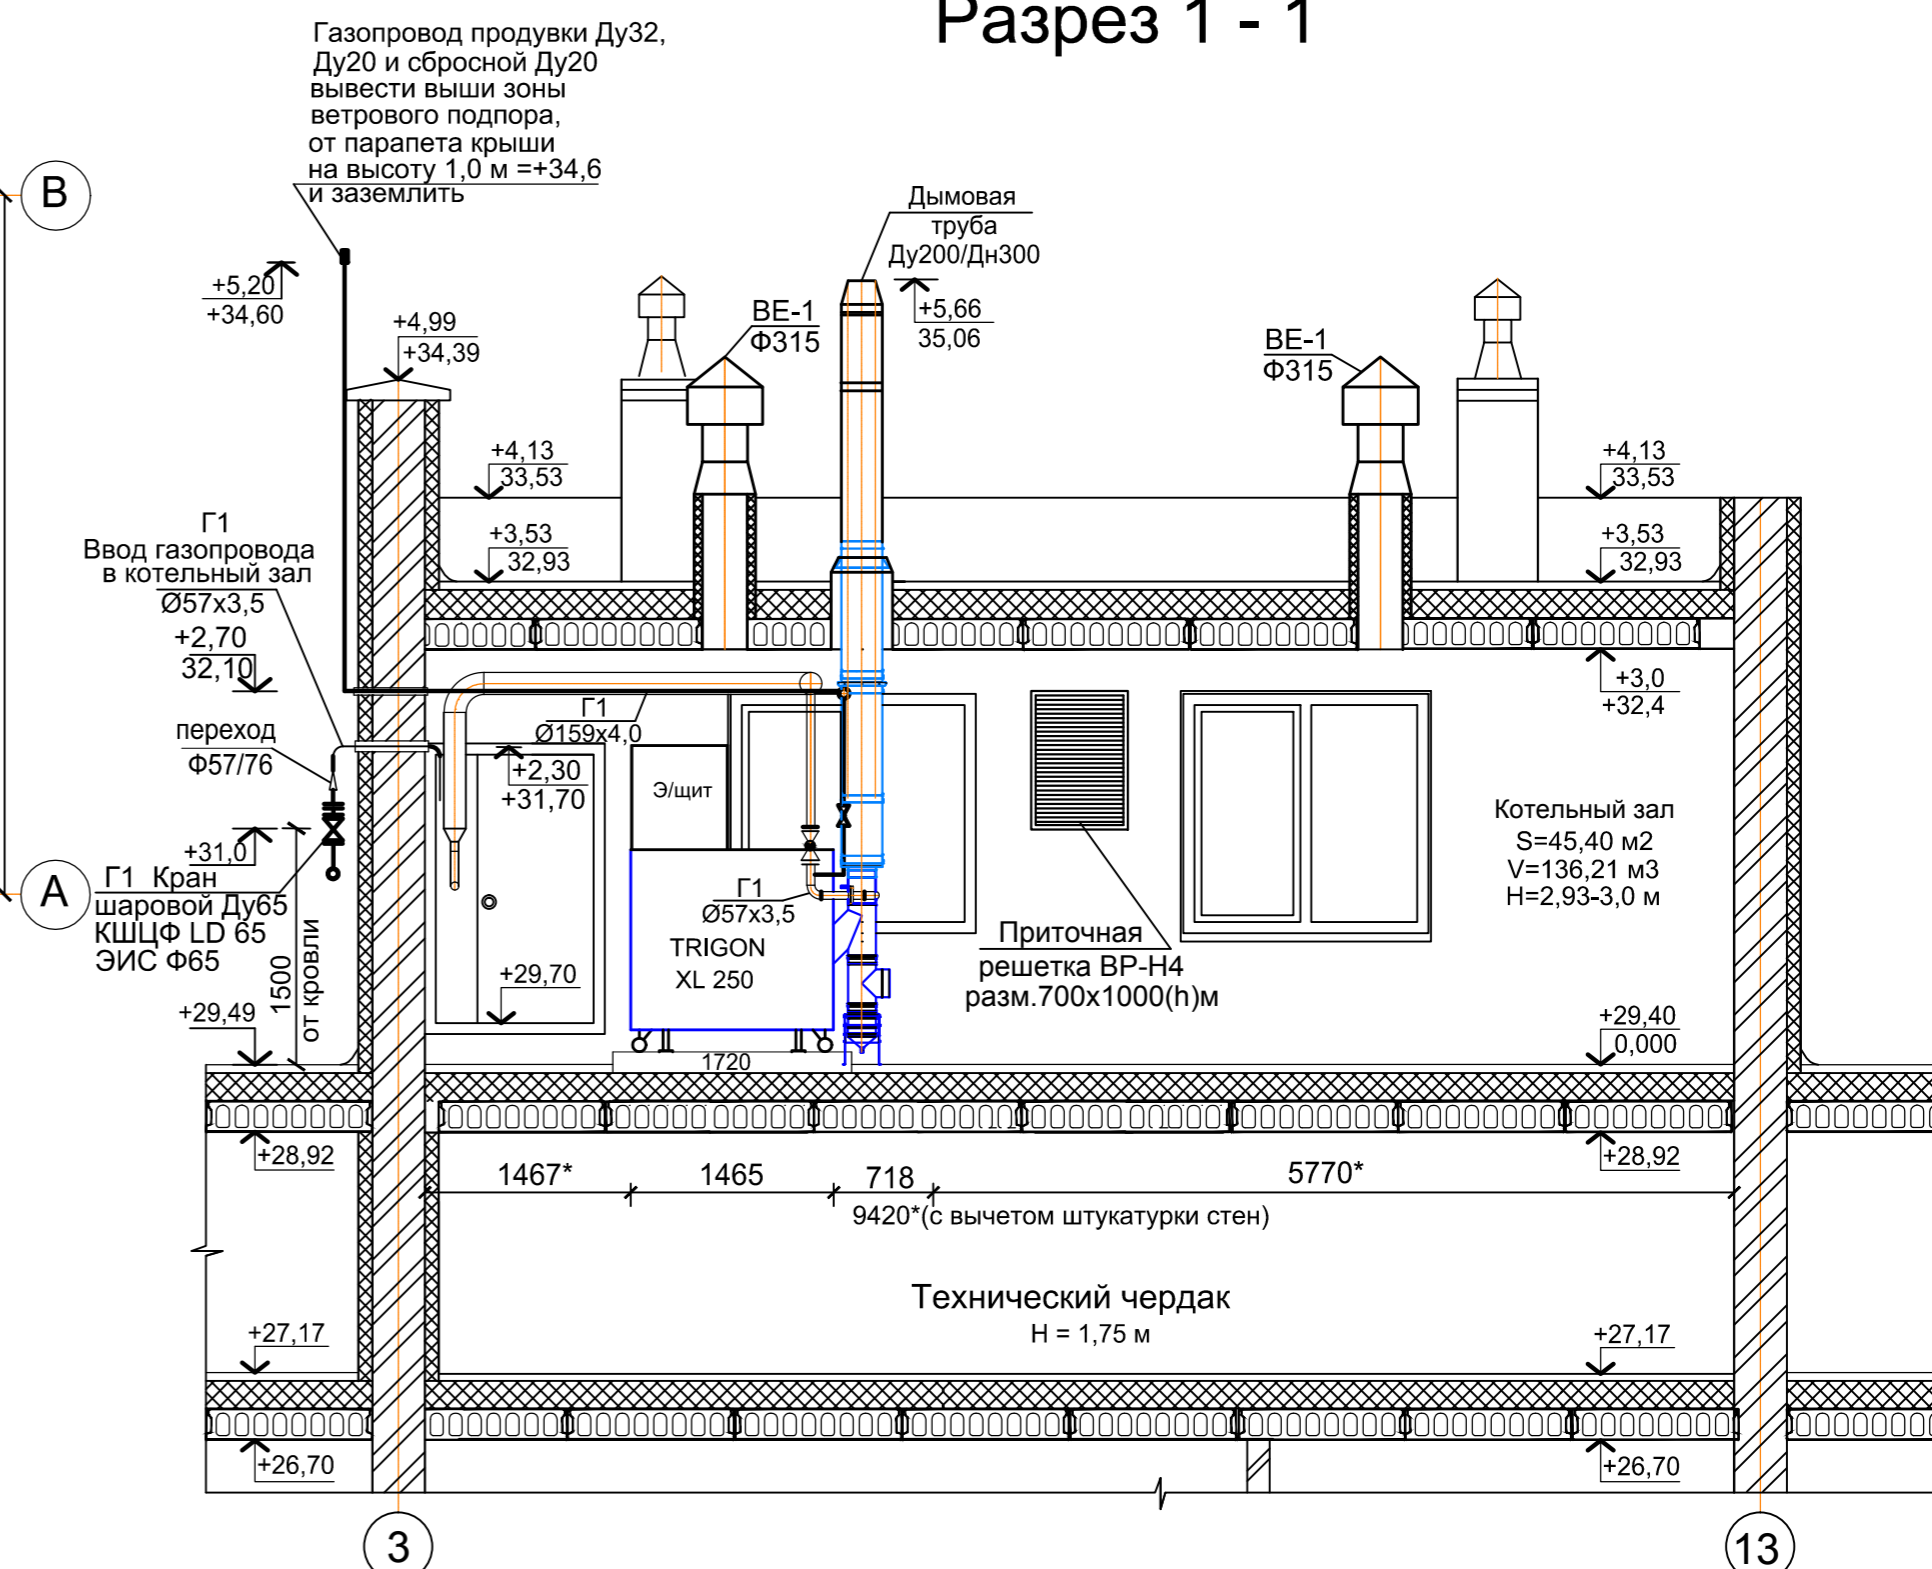 Разрез 1 - 1
Газопровод продувки Ду32,
Ду20 и сбросной Ду20
вывести выши зоны
ветрового подпора,
от парапета крыши
на высоту 1,0 м =+34,6
и заземлить
В
Дымовая
труба
Ду200/Дн300
+5,20
+34,60
+4,99
+34,39
ВЕ-1
Ф315
+5,66
35,06
ВЕ-1
Ф315
+4,13
33,53
+4,13
33,53
+3,53
32,93
+3,53
32,93
Г1
Ввод газопровода
в котельный зал
Ø57х3,5
+2,70
32,10
+3,0
+32,4
переход
Ф57/76
Г1
Ø159х4,0
+2,30
+31,70
Э/щит
Котельный зал
S=45,40 м2
V=136,21 м3
Н=2,93-3,0 м
+31,0
А
Г1 Кран
шаровой Ду65
КШЦФ LD 65
ЭИС Ф65
1500
от кровли
Г1
Ø57х3,5
TRIGON
XL 250
Приточная
решетка ВР-Н4
разм.700х1000(h)м
+29,70
+29,49
+29,40
0,000
1720
+28,92
+28,92
1467*
1465
718
5770*
9420*(с вычетом штукатурки стен)
Технический чердак
Н = 1,75 м
+27,17
+27,17
+26,70
+26,70
3
13